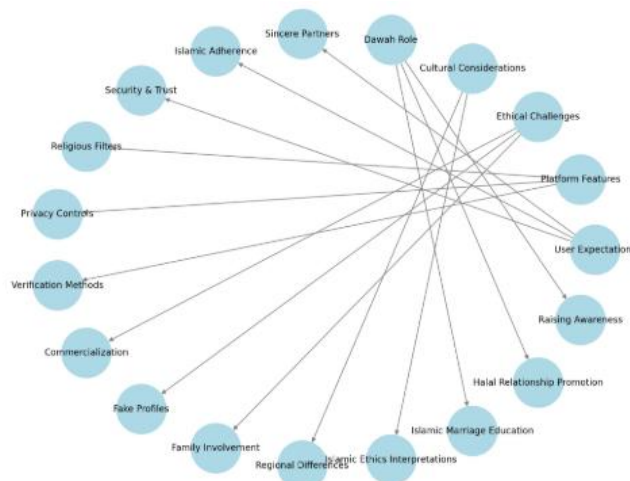 Sincere Partners
Dawah Role
Islamic Adherence
Cultural Considerations
Security & Trust
Ethical Challenges
Religious Filters
Platform Features
Privacy Controls
User Expectation
Verification Methods
Raising Awareness
Commercialization
Halal Relationship Promotion
Fake Profiles
Islamic Marriage Education
Family Involvement
Regional Differences
Islamic Ethics Interpretations